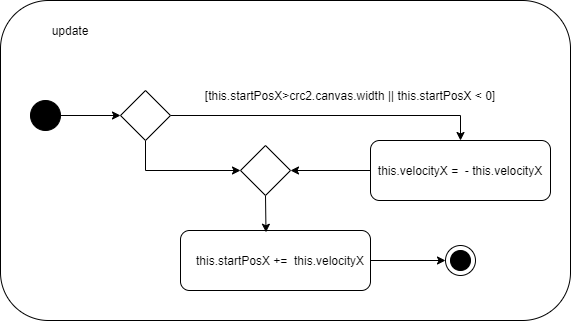 update
[this.startPosX>crc2.canvas.width || this.startPosX < 0]
this.velocityX = - this.velocityX
this.startPosX += this.velocityX